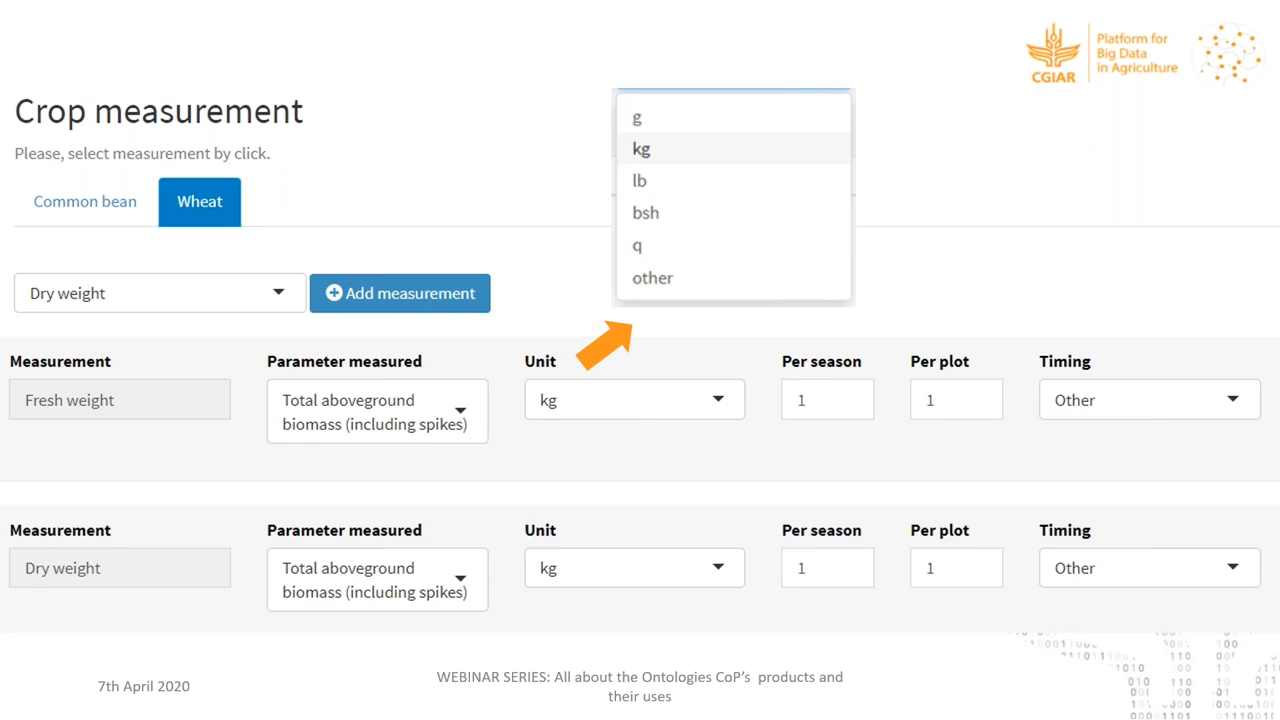 CGIAR
Platform for
Big Data
in Agriculture
Crop measurement
Please, select measurement by click.
Common bean
Wheat
g
kg
lb
bsh
q
other
Dry weight
Add measurement
Measurement
Parameter measured
Unit
Per season
Per plot
Timing
Fresh weight
Total aboveground
biomass (including spikes)
kg
1
1
Other
Measurement
Parameter measured
Unit
Per season
Per plot
Timing
Dry weight
Total aboveground
biomass (including spikes)
kg
1
1
Other
7th April 2020
WEBINAR SERIES: All about the Ontologies CoP's products and
their uses